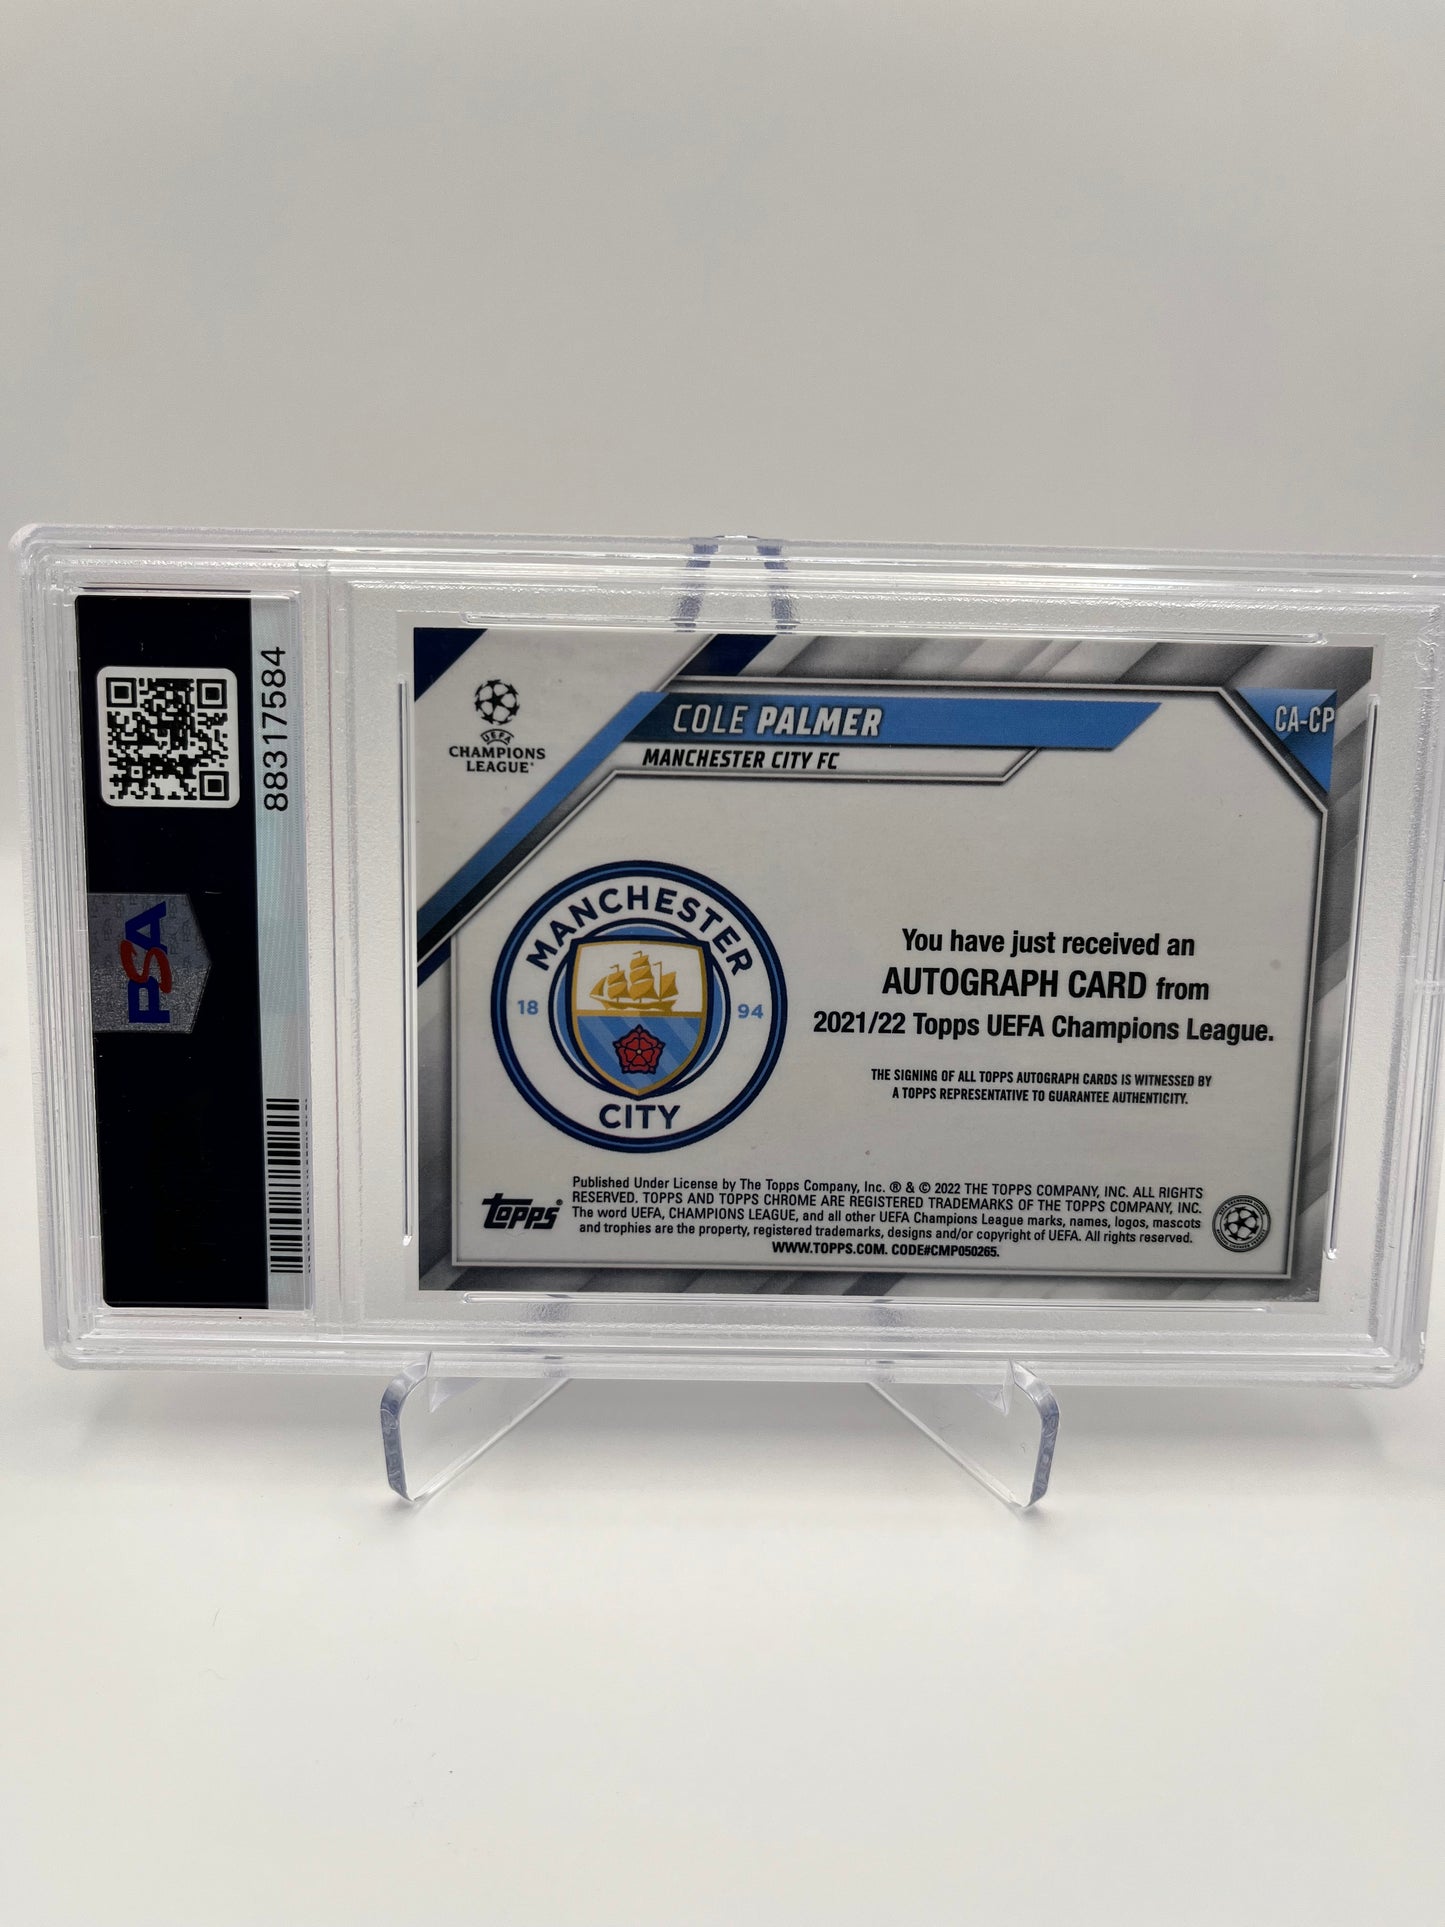 88317584
PSA
UEFA
CHAMPIONS
LEAGUE
COLE PALMER
MANCHESTER CITY FC
CA-CP
MANCHESTER
18 94
CITY
You have just received an
AUTOGRAPH CARD from
2021/22 Topps UEFA Champions League.
THE SIGNING OF ALL TOPPS AUTOGRAPH CARDS IS WITNESSED BY
A TOPPS REPRESENTATIVE TO GUARANTEE AUTHENTICITY.
Topps®
Published Under License by The Topps Company, Inc. ® & © 2022 THE TOPPS COMPANY, INC. ALL RIGHTS
RESERVED. TOPPS AND TOPPS CHROME ARE REGISTERED TRADEMARKS OF THE TOPPS COMPANY, INC.
The word UEFA, CHAMPIONS LEAGUE, and all other UEFA Champions League marks, names, logos, mascots
and trophies are the property, registered trademarks, designs and/or copyright of UEFA. All rights reserved.
WWW.TOPPS.COM. CODE#CMP050265.